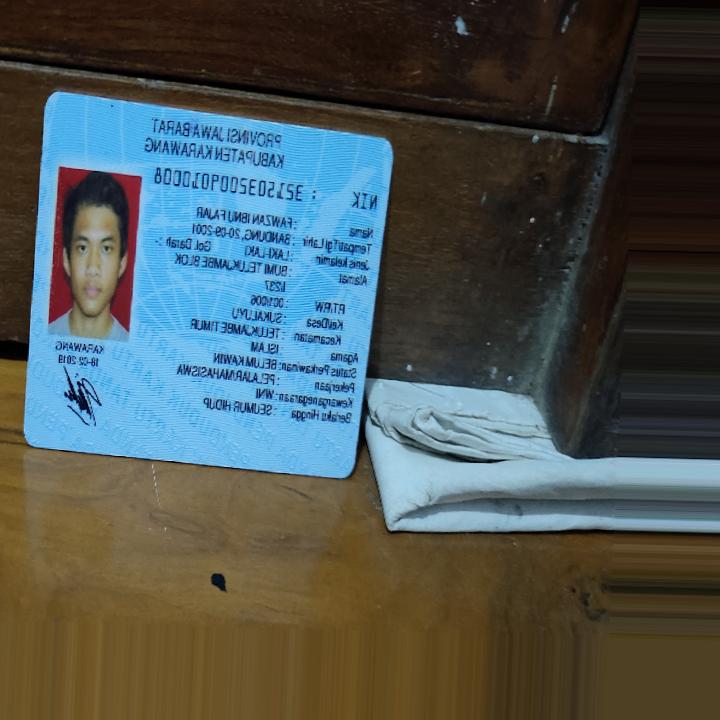 PROVINSI JAWA BARAT
KABUPATEN KARAWANG
NIK : 3215032009010008
Nama : FAWZAN IBNU FAJAR
Tempat/Tgl Lahir : BANDUNG, 20-09-2001
Jenis kelamin : LAKI-LAKI Gol. Darah : -
Alamat : BUMI TELUKJAMBE BLOK
RT/RW : 001/006
Kel/Desa : SUKALUYU
Kecamatan : TELUKJAMBE TIMUR
Agama : ISLAM
Status Perkawinan: BELUM KAWIN
Pekerjaan : PELAJAR/MAHASISWA
Kewarganegaraan: WNI
Berlaku Hingga : SEUMUR HIDUP
KARAWANG
18-02-2019